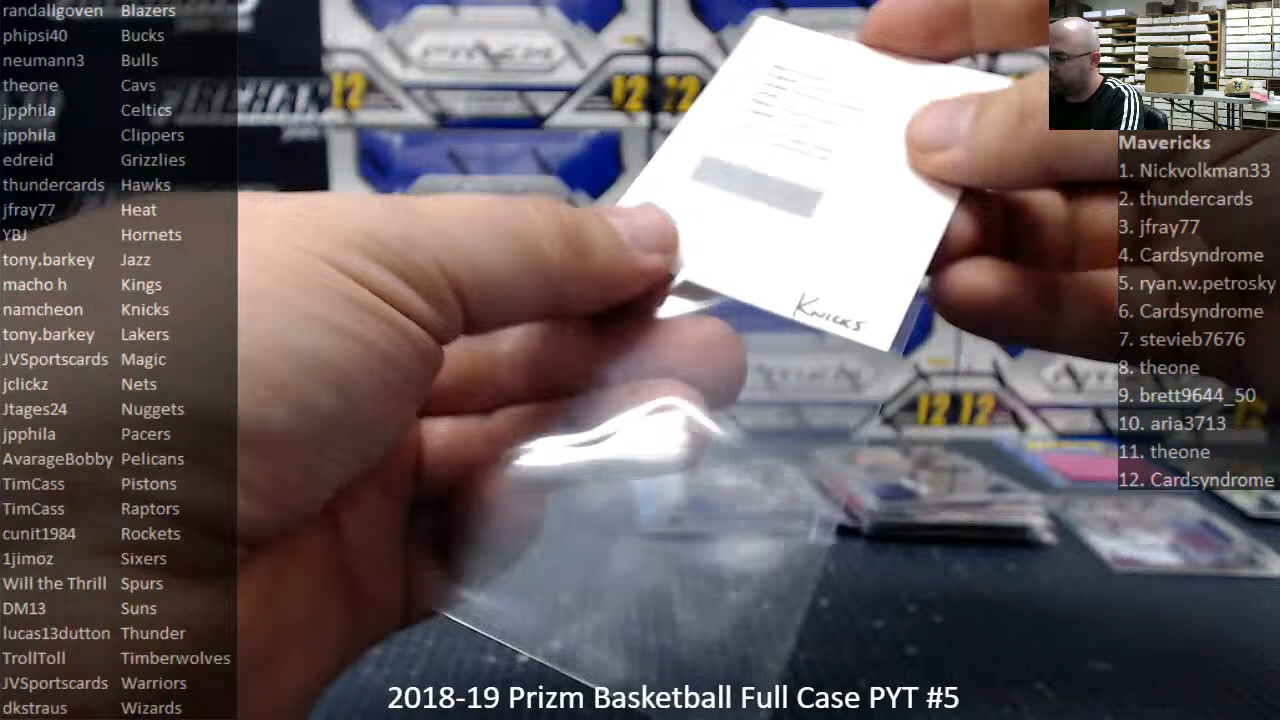 randallgoven Blazers
phipsi40 Bucks
neumann3 Bulls
theone Cavs
jpphila Celtics
jpphila Clippers
edreid Grizzlies
thundercards Hawks
jfray77 Heat
YBJ Hornets
tony.barkey Jazz
macho h Kings
namcheon Knicks
tony.barkey Lakers
JVSportscards Magic
jclickz Nets
Jtages24 Nuggets
jpphila Pacers
AvarageBobby Pelicans
TimCass Pistons
TimCass Raptors
cunit1984 Rockets
1jimoz Sixers
Will the Thrill Spurs
DM13 Suns
lucas13dutton Thunder
TrollToll Timberwolves
JVSportscards Warriors
dkstraus Wizards
12
12
12
12 12
Knicks
Mavericks
1. Nickvolkman33
2. thundercards
3. jfray77
4. Cardsyndrome
5. ryan.w.petrosky
6. Cardsyndrome
7. stevieb7676
8. theone
9. brett9644_50
10. aria3713
11. theone
12. Cardsyndrome
2018-19 Prizm Basketball Full Case PYT #5